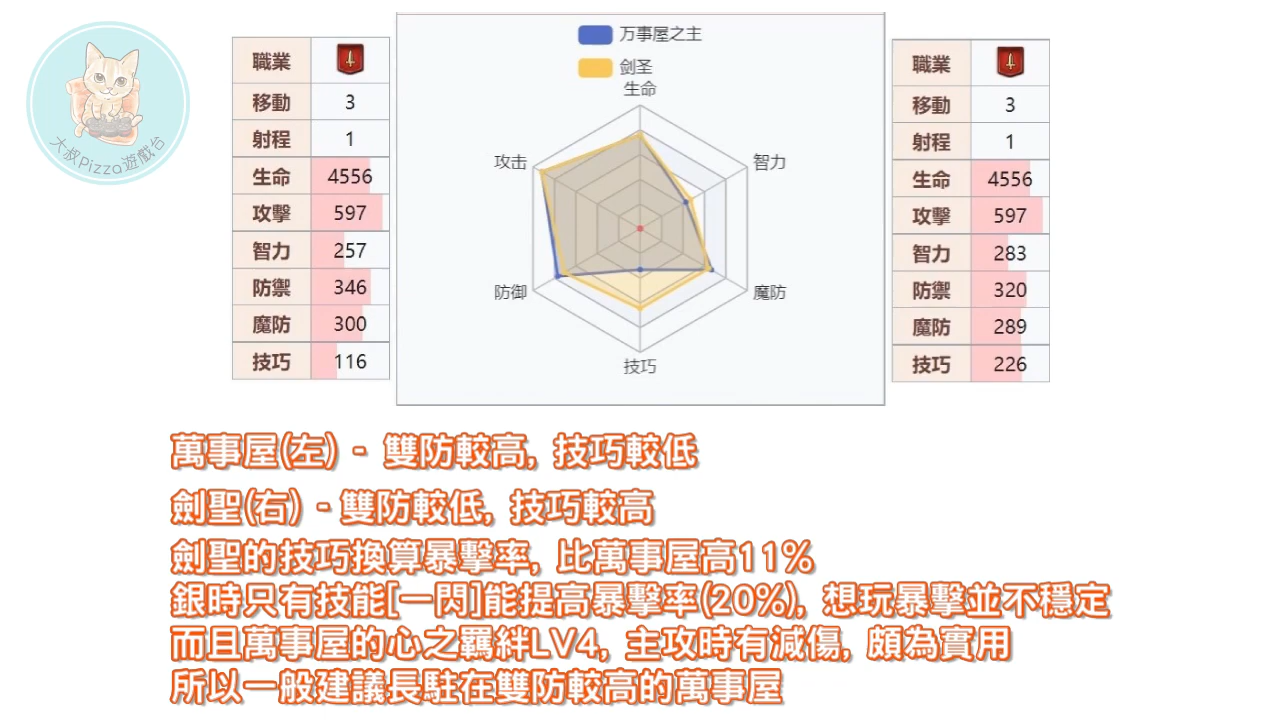 大叔Pizza遊戲台
職業
移動 3
射程 1
生命 4556
攻擊 597
智力 257
防禦 346
魔防 300
技巧 116
万事屋之主
剑圣
生命
攻击
智力
防御
魔防
技巧
職業
移動 3
射程 1
生命 4556
攻擊 597
智力 283
防禦 320
魔防 289
技巧 226
萬事屋(左) - 雙防較高, 技巧較低
劍聖(右) - 雙防較低, 技巧較高
劍聖的技巧換算暴擊率, 比萬事屋高11%
銀時只有技能[一閃]能提高暴擊率(20%), 想玩暴擊並不穩定
而且萬事屋的心之羈絆LV4, 主攻時有減傷, 頗為實用
所以一般建議長駐在雙防較高的萬事屋